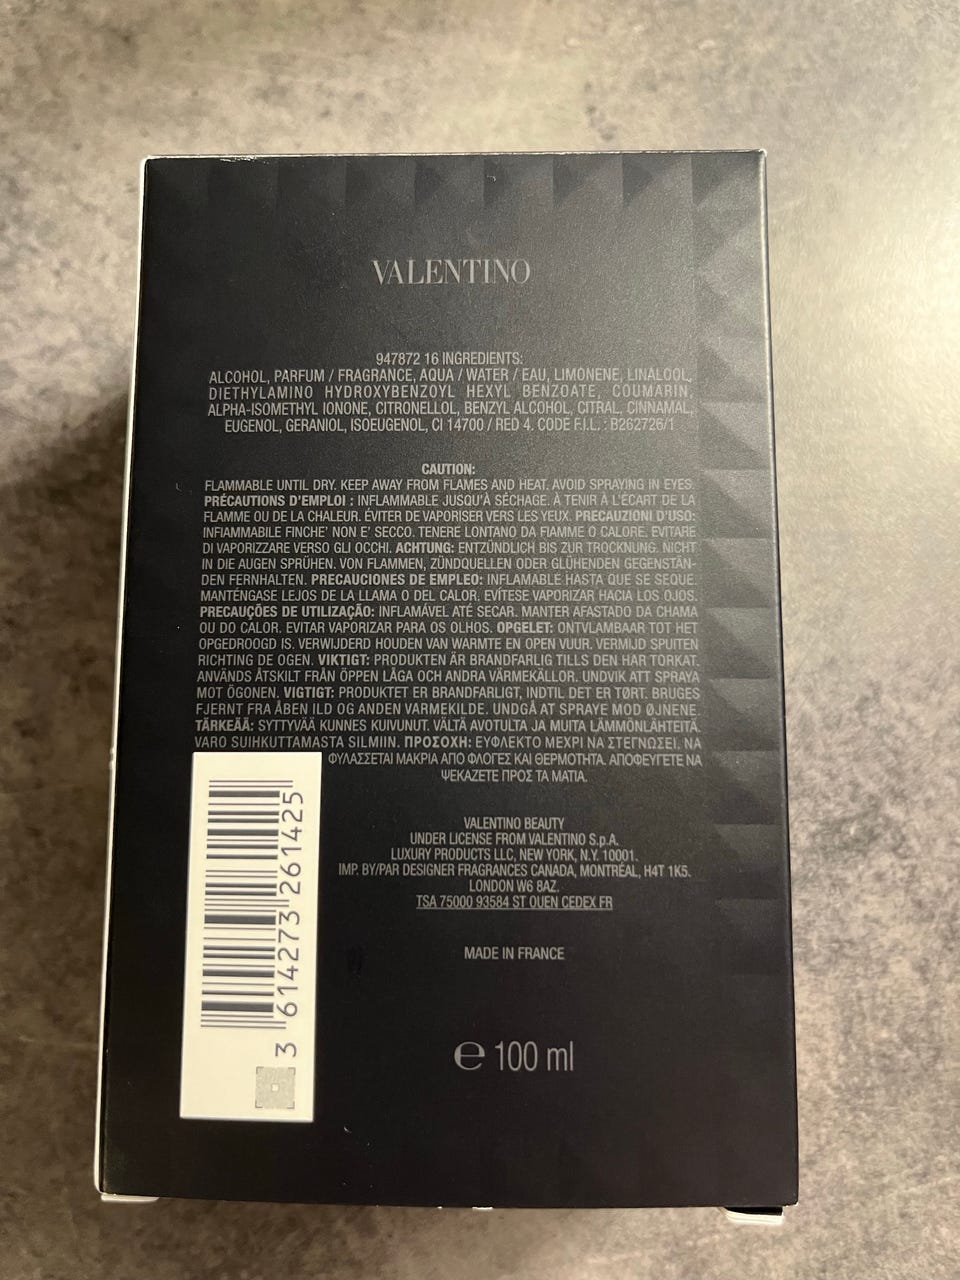 VALENTINO
947872 16 INGREDIENTS:
ALCOHOL, PARFUM / FRAGRANCE, AQUA / WATER / EAU, LIMONENE, LINALOOL,
DIETHYLAMINO HYDROXYBENZOYL HEXYL BENZOATE, COUMARIN,
ALPHA-ISOMETHYL IONONE, CITRONELLOL, BENZYL ALCOHOL, CITRAL, CINNAMAL,
EUGENOL, GERANIOL, ISOEUGENOL, CI 14700 / RED 4. CODE F.I.L. : B262726/1
CAUTION:
FLAMMABLE UNTIL DRY. KEEP AWAY FROM FLAMES AND HEAT. AVOID SPRAYING IN EYES.
PRÉCAUTIONS D'EMPLOI : INFLAMMABLE JUSQU'À SÉCHAGE. À TENIR À L'ÉCART DE LA
FLAMME OU DE LA CHALEUR. ÉVITER DE VAPORISER VERS LES YEUX. PRECAUZIONI D'USO:
INFIAMMABILE FINCHE' NON E' SECCO. TENERE LONTANO DA FIAMME O CALORE. EVITARE
DI VAPORIZZARE VERSO GLI OCCHI. ACHTUNG: ENTZÜNDLICH BIS ZUR TROCKNUNG. NICHT
IN DIE AUGEN SPRÜHEN. VON FLAMMEN, ZÜNDQUELLEN ODER GLÜHENDEN GEGENSTÄN-
DEN FERNHALTEN. PRECAUCIONES DE EMPLEO: INFLAMABLE HASTA QUE SE SEQUE.
MANTÉNGASE LEJOS DE LA LLAMA O DEL CALOR. EVÍTESE VAPORIZAR HACIA LOS OJOS.
PRECAUÇÕES DE UTILIZAÇÃO: INFLAMÁVEL ATÉ SECAR. MANTER AFASTADO DA CHAMA
OU DO CALOR. EVITAR VAPORIZAR PARA OS OLHOS. OPGELET: ONTVLAMBAAR TOT HET
OPGEDROOGD IS. VERWIJDERD HOUDEN VAN WARMTE EN OPEN VUUR. VERMIJD SPUITEN
RICHTING DE OGEN. VIKTIGT: PRODUKTEN ÄR BRANDFARLIG TILLS DEN HAR TORKAT.
ANVÄNDS ÅTSKILT FRÅN ÖPPEN LÅGA OCH ANDRA VÄRMEKÄLLOR. UNDVIK ATT SPRAYA
MOT ÖGONEN. VIGTIGT: PRODUKTET ER BRANDFARLIGT, INDTIL DET ER TØRT. BRUGES
FJERNT FRA ÅBEN ILD OG ANDEN VARMEKILDE. UNDGÅ AT SPRAYE MOD ØJNENE.
TÄRKEÄÄ: SYTTYVÄÄ KUNNES KUIVUNUT. VÄLTÄ AVOTULTA JA MUITA LÄMMÖNLÄHTEITÄ.
VARO SUIHKUTTAMASTA SILMIIN. ΠΡΟΣΟΧΗ: ΕΥΦΛΕΚΤΟ ΜΕΧΡΙ ΝΑ ΣΤΕΓΝΩΣΕΙ. ΝΑ
ΦΥΛΑΣΣΕΤΑΙ ΜΑΚΡΙΑ ΑΠΟ ΦΛΟΓΕΣ ΚΑΙ ΘΕΡΜΟΤΗΤΑ. ΑΠΟΦΕΥΓΕΤΕ ΝΑ
ΨΕΚΑΖΕΤΕ ΠΡΟΣ ΤΑ ΜΑΤΙΑ.
VALENTINO BEAUTY
UNDER LICENSE FROM VALENTINO S.p.A.
LUXURY PRODUCTS LLC, NEW YORK, N.Y. 10001.
IMP. BY/PAR DESIGNER FRAGRANCES CANADA, MONTRÉAL, H4T 1K5.
LONDON W6 8AZ.
TSA 75000 93584 ST OUEN CEDEX FR
MADE IN FRANCE
℮ 100 ml
3 614273 261425